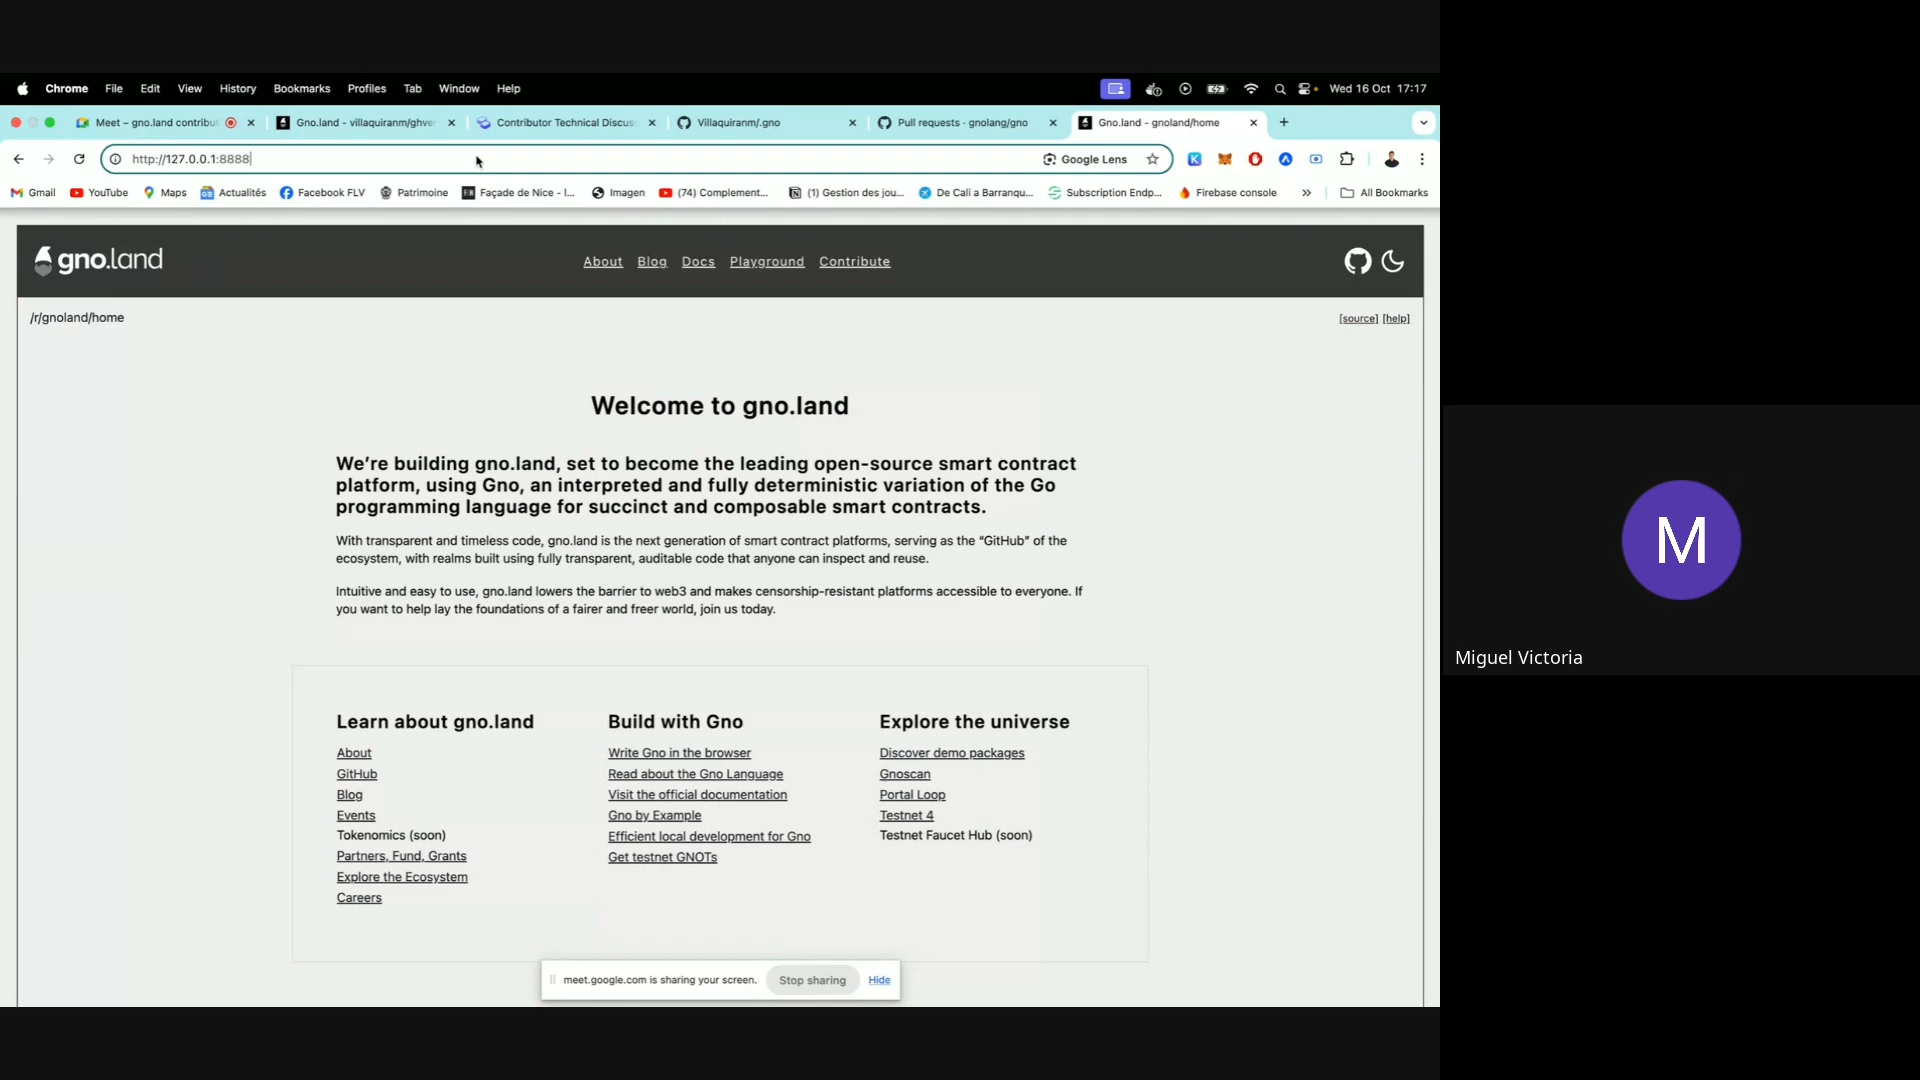 Chrome File Edit View History Bookmarks Profiles Tab Window Help
Wed 16 Oct 17:17
Meet – gno.land contribut
Gno.land - villaquiranm/ghver
Contributor Technical Discuss
Villaquiranm/.gno
Pull requests · gnolang/gno
Gno.land - gnoland/home
http://127.0.0.1:8888
Google Lens
Gmail
YouTube
Maps
Actualités
Facebook FLV
Patrimoine
Façade de Nice - I...
Imagen
(74) Complement...
(1) Gestion des jou...
De Cali a Barranqu...
Subscription Endp...
Firebase console
»
All Bookmarks
gno.land
About Blog Docs Playground Contribute
/r/gnoland/home
[source] [help]
Welcome to gno.land
We’re building gno.land, set to become the leading open-source smart contract
platform, using Gno, an interpreted and fully deterministic variation of the Go
programming language for succinct and composable smart contracts.
With transparent and timeless code, gno.land is the next generation of smart contract platforms, serving as the “GitHub” of the
ecosystem, with realms built using fully transparent, auditable code that anyone can inspect and reuse.
Intuitive and easy to use, gno.land lowers the barrier to web3 and makes censorship-resistant platforms accessible to everyone. If
you want to help lay the foundations of a fairer and freer world, join us today.
Learn about gno.land
About
GitHub
Blog
Events
Tokenomics (soon)
Partners, Fund, Grants
Explore the Ecosystem
Careers
Build with Gno
Write Gno in the browser
Read about the Gno Language
Visit the official documentation
Gno by Example
Efficient local development for Gno
Get testnet GNOTs
Explore the universe
Discover demo packages
Gnoscan
Portal Loop
Testnet 4
Testnet Faucet Hub (soon)
meet.google.com is sharing your screen.
Stop sharing
Hide
M
Miguel Victoria